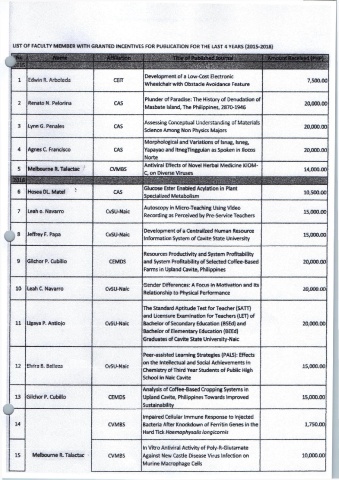 LIST OF FACULTY MEMBER WITH GRANTED INCENTIVES FOR PUBLICATION FOR THE LAST 4 YEARS (2015-2018)
No. Name Affiliation Title of Published Journal Amount Received (PHP)
2015
1 Edwin R. Arboleda CEIT Development of a Low-Cost Electronic Wheelchair with Obstacle Avoidance Feature 7,500.00
2 Renato N. Pelorina CAS Plunder of Paradise: The History of Denudation of Masbate Island, The Philippines, 2870-1946 20,000.00
3 Lynn G. Penales CAS Assessing Conceptual Understanding of Materials Science Among Non Physics Majors 20,000.00
4 Agnes C. Francisco CAS Morphological and Variations of Isnag, Isneg, Yapayao and ItnegTingguian as Spoken in Ilocos Norte 20,000.00
5 Melbourne R. Talactac CVMBS Antiviral Effects of Novel Herbal Medicine KIOM-C, on Diverse Viruses 14,000.00
2016
6 Hosea DL. Matel CAS Glucose Ester Enabled Acylation in Plant Specialized Metabolism 10,500.00
7 Leah c. Navarro CvSU-Naic Autoscopy in Micro-Teaching Using Video Recording as Perceived by Pre-Service Teachers 15,000.00
8 Jeffrey F. Papa CvSU-Naic Development of a Centralized Human Resource Information System of Cavite State University 15,000.00
9 Gilchor P. Cubillo CEMDS Resources Productivity and System Profitability and System Profitability of Selected Coffee-Based Farms in Upland Cavite, Philippines 20,000.00
10 Leah C. Navarro CvSU-Naic Gender Differences: A Focus in Motivation and Its Relationship to Physical Performance 20,000.00
11 Ligaya P. Antiojo CvSU-Naic The Standard Aptitude Test for Teacher (SATT) and Licensure Examination for Teachers (LET) of Bachelor of Secondary Education (BSEd) and Bachelor of Elementary Education (BEEd) Graduates of Cavite State University-Naic 20,000.00
12 Elvira B. Belleza CvSU-Naic Peer-assisted Learning Strategies (PALS): Effects on the Intellectual and Social Achievements in Chemistry of Third Year Students of Public High School in Naic Cavite 15,000.00
13 Gilchor P. Cubillo CEMDS Analysis of Coffee-Based Cropping Systems in Upland Cavite, Philippines Towards Improved Sustainability 15,000.00
14 CVMBS Impaired Cellular Immune Response to Injected Bacteria After Knockdown of Ferritin Genes in the Hard Tick Haemaphysalis longicornis 1,750.00
15 Melbourne R. Talactac CVMBS In Vitro Antiviral Activity of Poly-R-Glutamate Against New Castle Disease Virus Infection on Murine Macrophage Cells 10,000.00